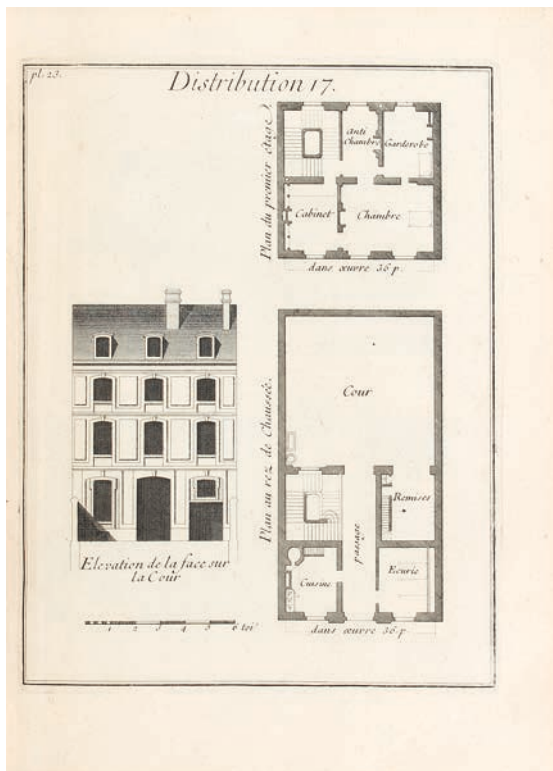 pl. 23.
Distribution 17.
Plan du premier étage
Anti
Chambre
Garderobe
Cabinet
Chambre
dans œuvre 36 p.
Plan au rez de Chaussée.
Cour
Remises
passage
Cuisine
Ecurie
dans œuvre 36 p.
Elevation de la face sur
la Cour
1 2 3 4 5 6 toi.